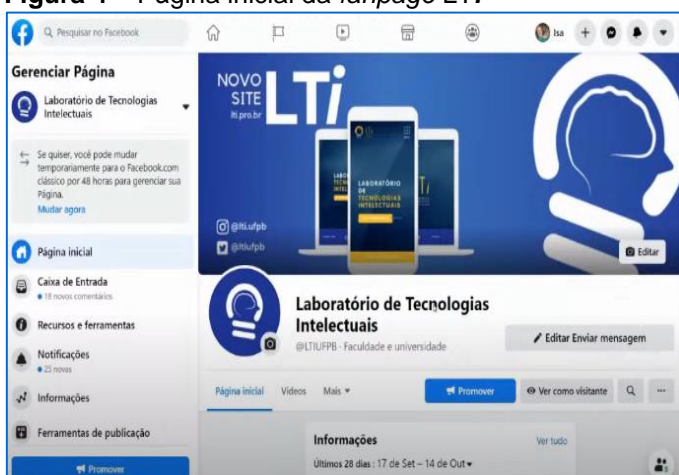 Figura 1 – Página inicial da fanpage LTi
Pesquisar no Facebook
Isa
Gerenciar Página
Laboratório de Tecnologias
Intelectuais
Se quiser, você pode mudar
temporariamente para o Facebook.com
clássico por 48 horas para gerenciar sua
Página.
Mudar agora
Página inicial
Caixa de Entrada
18 novos comentários
Recursos e ferramentas
Notificações
25 novas
Informações
Ferramentas de publicação
Promover
NOVO
SITE
lti.pro.br
LTi
LABORATÓRIO
DE
TECNOLOGIAS
INTELECTUAIS
@lti.ufpb
@ltiufpb
Editar
Laboratório de Tecnologias
Intelectuais
@LTIUFPB · Faculdade e universidade
Editar Enviar mensagem
Página inicial Vídeos Mais
Promover
Ver como visitante
Informações
Ver tudo
Últimos 28 dias : 17 de Set – 14 de Out